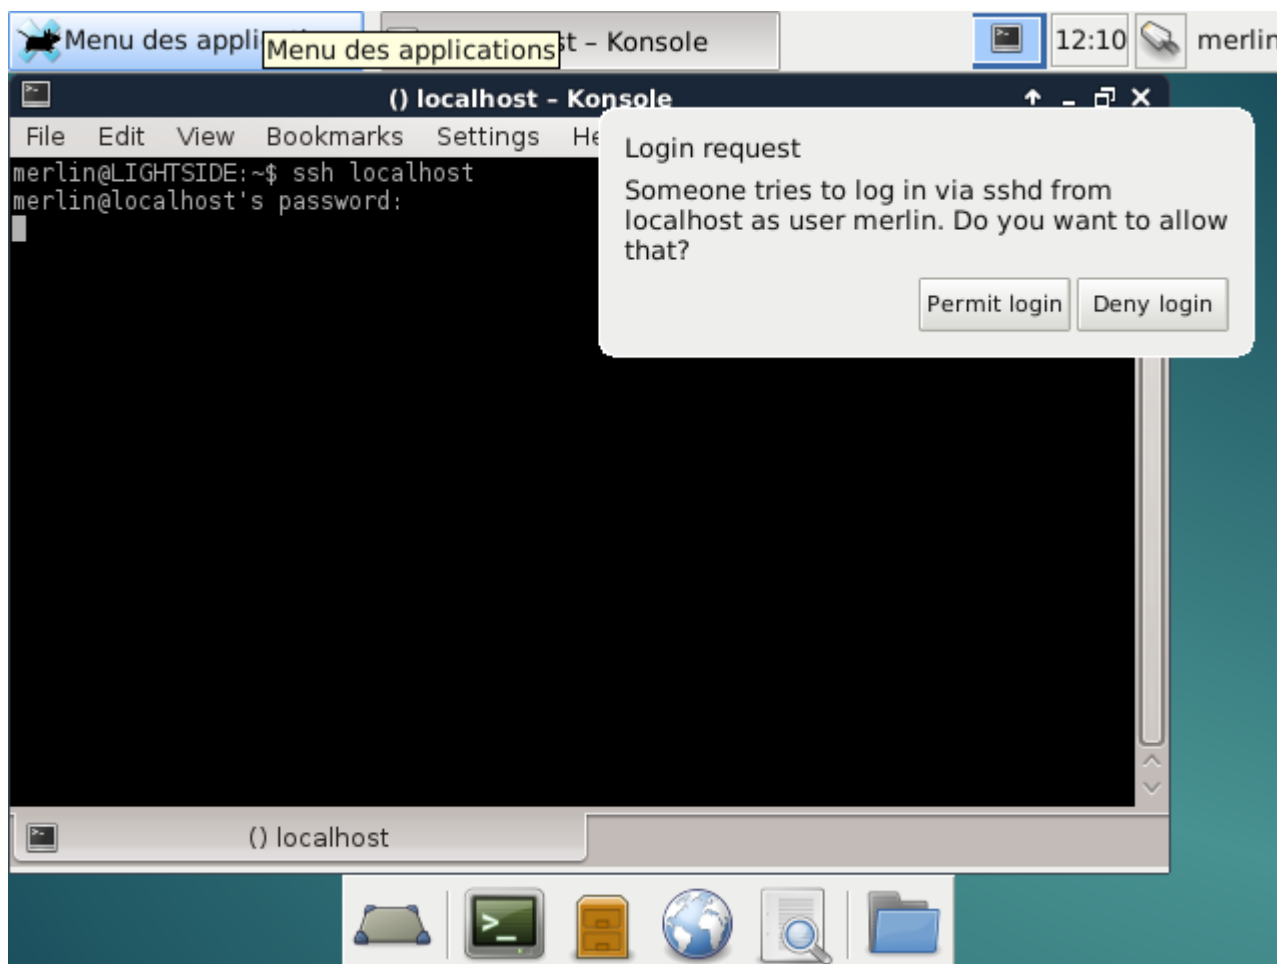 Menu des appli
Menu des applications
st – Konsole
12:10
merlin
() localhost – Konsole
File Edit View Bookmarks Settings He
merlin@LIGHTSIDE:~$ ssh localhost
merlin@localhost's password:
Login request
Someone tries to log in via sshd from
localhost as user merlin. Do you want to allow
that?
Permit login
Deny login
() localhost